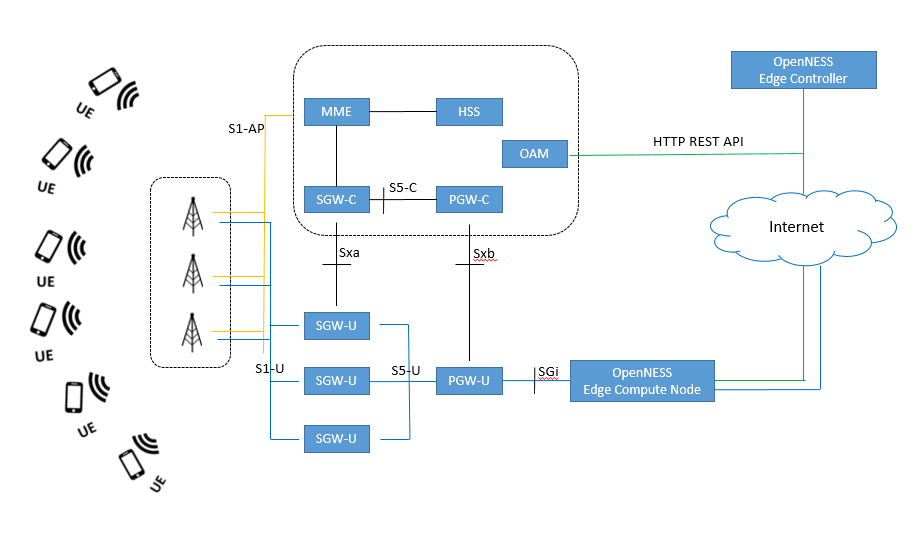 OpenNESS
Edge Controller
UE
MME
HSS
S1-AP
HTTP REST API
OAM
UE
S5-C
SGW-C
PGW-C
Internet
Sxa
Sxb
UE
SGW-U
UE
S1-U
S5-U
SGi
SGW-U
PGW-U
OpenNESS
Edge Compute Node
UE
SGW-U
UE